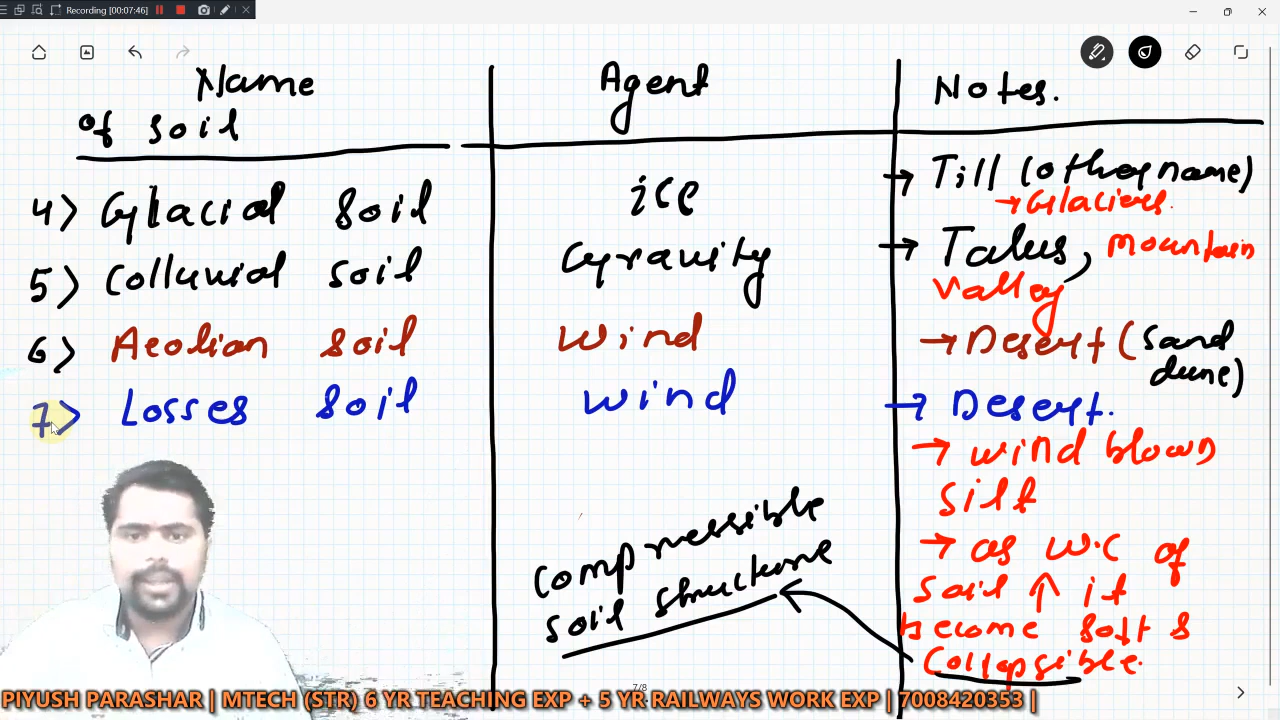 Recording [00:07:46]
Name
of soil
Agent
Notes.
4) Glacial Soil
ice
→ Till (other name)
→ Glaciers.
5) Colluvial soil
Gravity
→ Talus, mountain
valley
6) Aeolian soil
wind
→ Desert (sand
dune)
7) Losses soil
wind
→ Desert.
→ wind blown
silt
→ as w.c of
soil ↑ it
become soft &
Collapsible.
compressible
soil structure
7/8
PIYUSH PARASHAR | MTECH (STR) 6 YR TEACHING EXP + 5 YR RAILWAYS WORK EXP | 7008420353 |